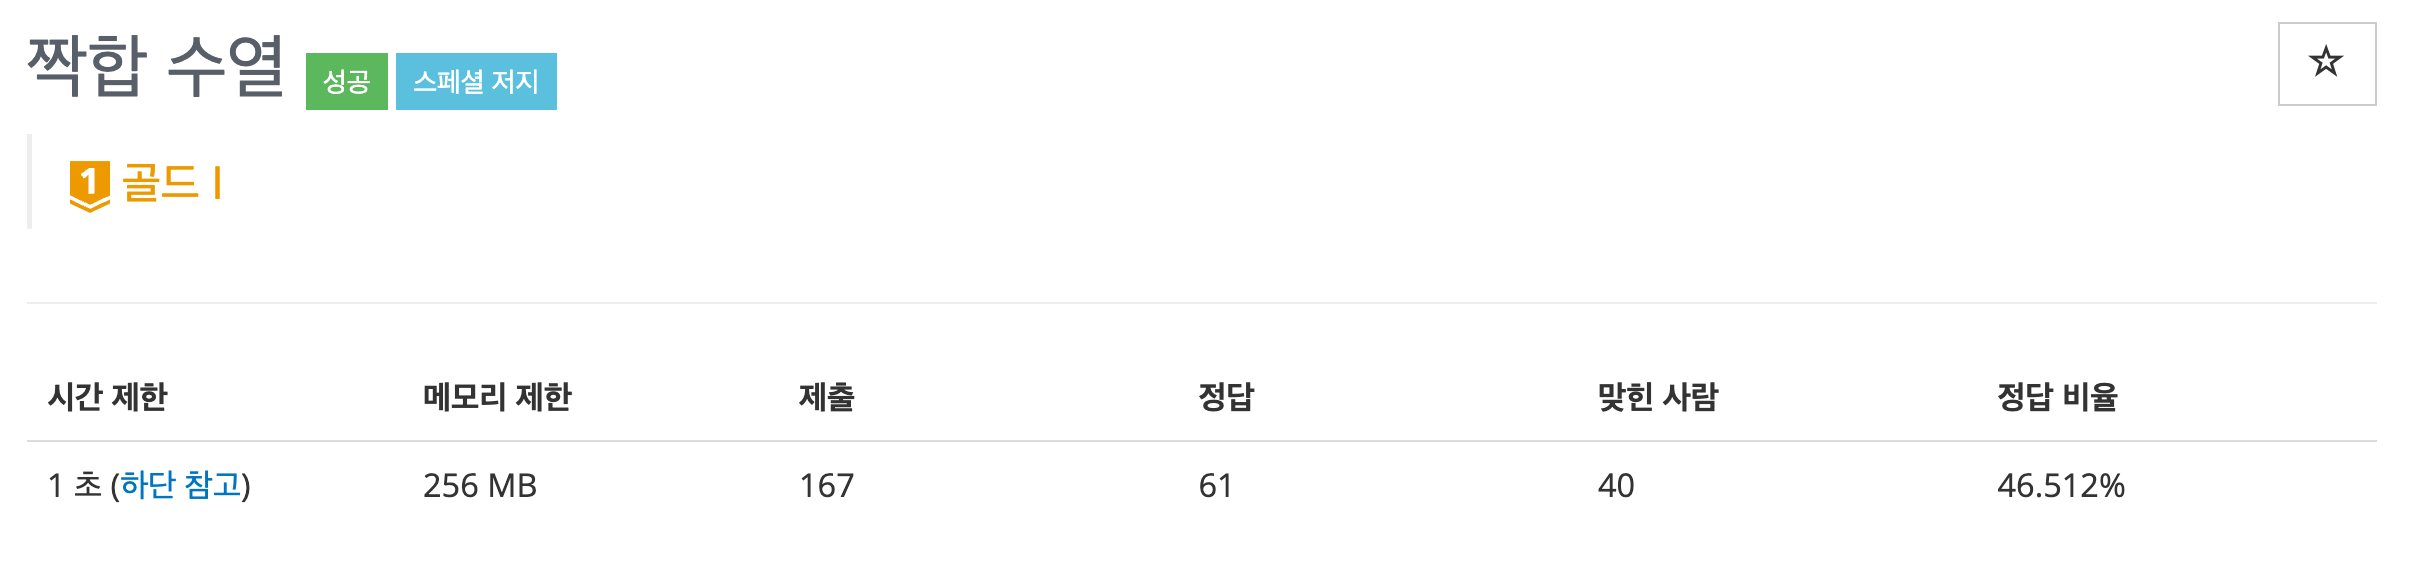 짝합 수열 성공 스페셜 저지
☆
1 골드 I
시간 제한 메모리 제한 제출 정답 맞힌 사람 정답 비율
1 초 (하단 참고) 256 MB 167 61 40 46.512%